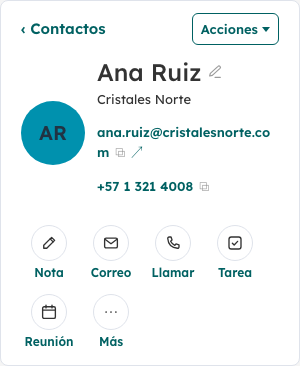 ‹ Contactos
Acciones
Ana Ruiz
Cristales Norte
AR
ana.ruiz@cristalesnorte.co
m
+57 1 321 4008
Nota
Correo
Llamar
Tarea
Reunión
Más